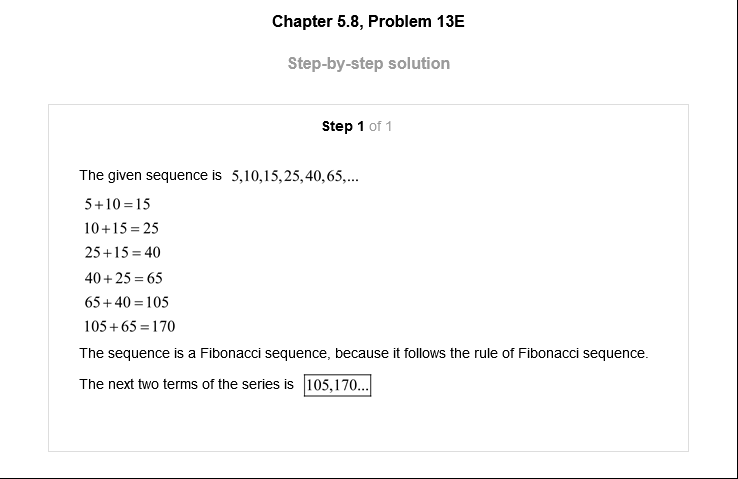 Chapter 5.8, Problem 13E
Step-by-step solution
Step 1 of 1
The given sequence is 5,10,15,25,40,65,...
5+10=15
10+15=25
25+15=40
40+25=65
65+40=105
105+65=170
The sequence is a Fibonacci sequence, because it follows the rule of Fibonacci sequence.
The next two terms of the series is 105,170...